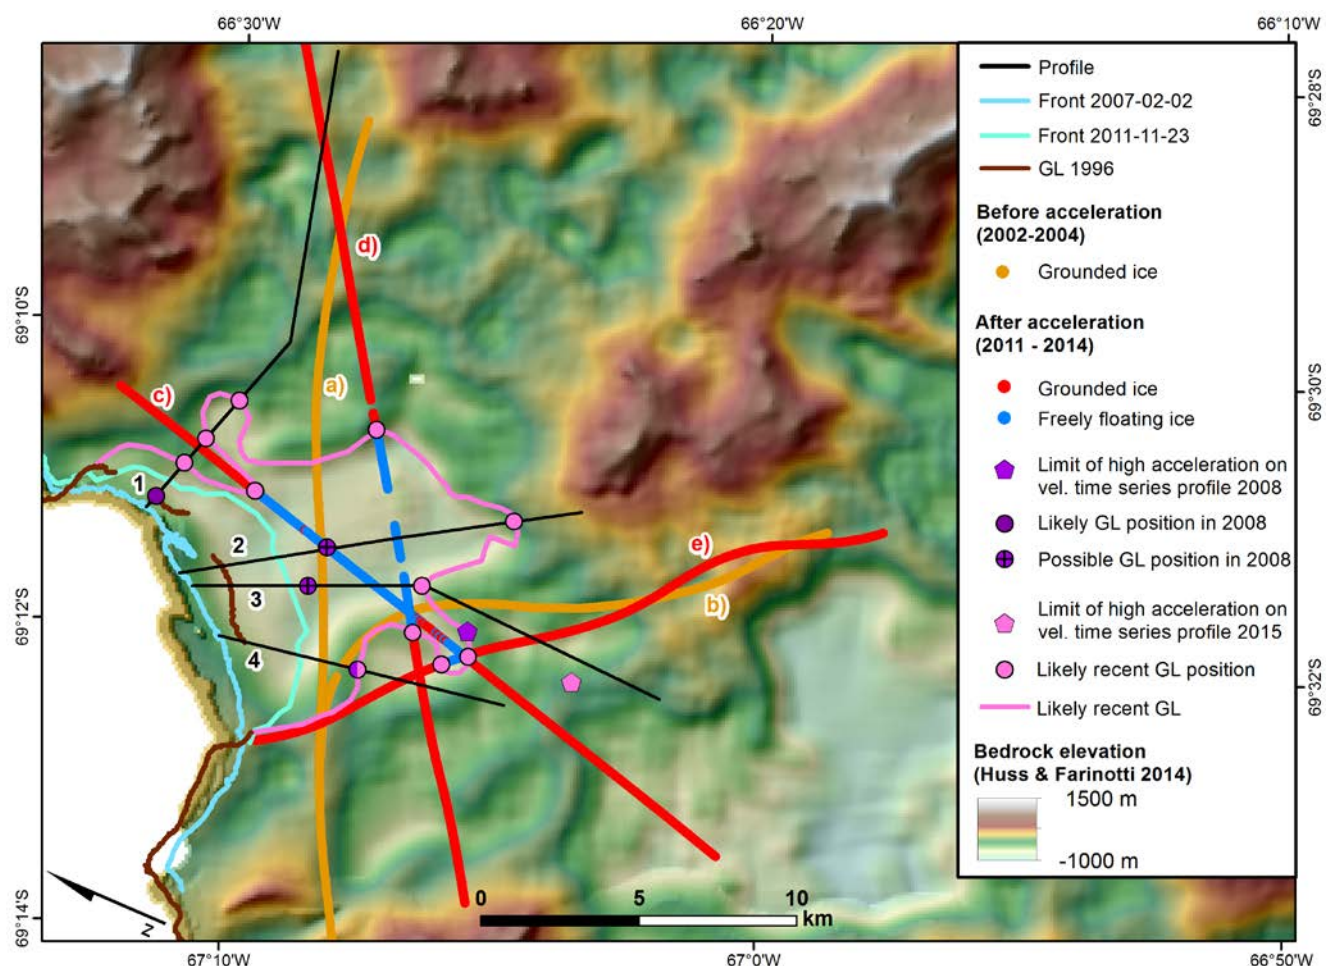 66°30'W 66°20'W 66°10'W
69°28'S
69°10'S
69°30'S
69°12'S
69°32'S
69°14'S
67°10'W 67°0'W 66°50'W
d)
a)
c)
1
2
e)
3
b)
4
0 5 10
km
N
Profile
Front 2007-02-02
Front 2011-11-23
GL 1996
Before acceleration
(2002-2004)
Grounded ice
After acceleration
(2011 - 2014)
Grounded ice
Freely floating ice
Limit of high acceleration on
vel. time series profile 2008
Likely GL position in 2008
Possible GL position in 2008
Limit of high acceleration on
vel. time series profile 2015
Likely recent GL position
Likely recent GL
Bedrock elevation
(Huss & Farinotti 2014)
1500 m
-1000 m